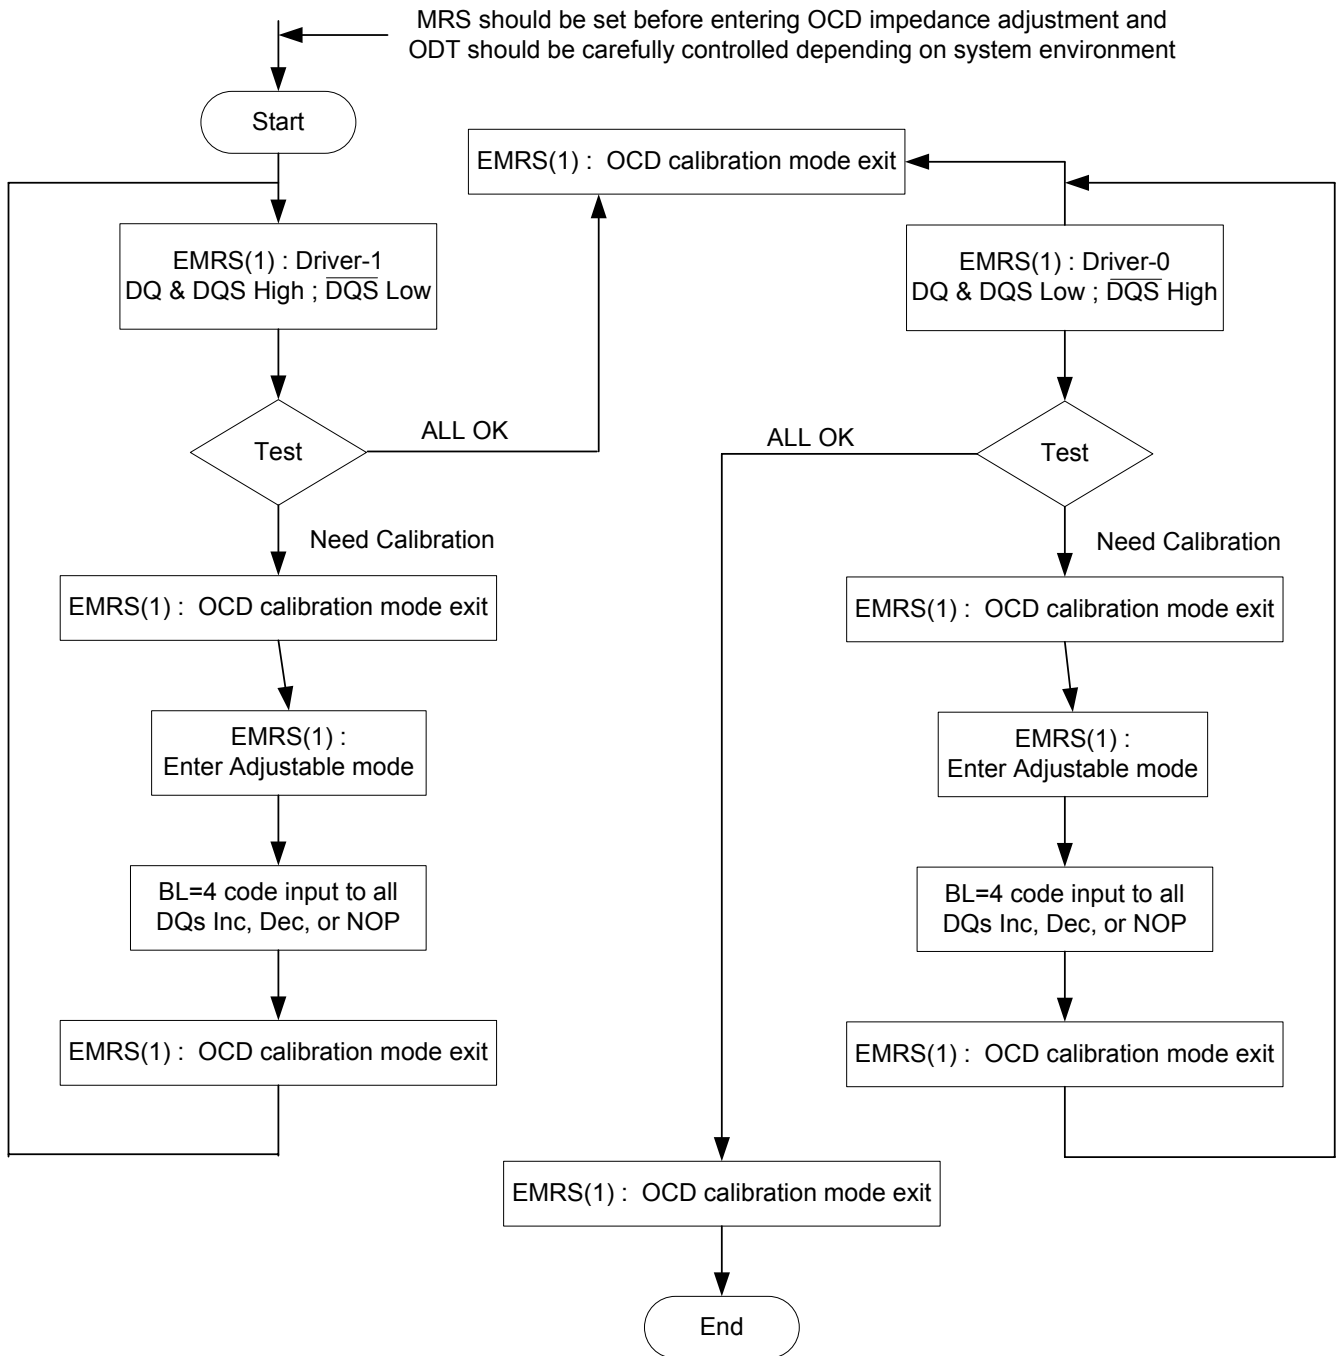 MRS should be set before entering OCD impedance adjustment and
ODT should be carefully controlled depending on system environment
Start
EMRS(1) : OCD calibration mode exit
EMRS(1) : Driver-1
DQ & DQS High ; D̅Q̅S̅ Low
EMRS(1) : Driver-0
DQ & DQS Low ; D̅Q̅S̅ High
Test
ALL OK
ALL OK
Test
Need Calibration
Need Calibration
EMRS(1) : OCD calibration mode exit
EMRS(1) : OCD calibration mode exit
EMRS(1) :
Enter Adjustable mode
EMRS(1) :
Enter Adjustable mode
BL=4 code input to all
DQs Inc, Dec, or NOP
BL=4 code input to all
DQs Inc, Dec, or NOP
EMRS(1) : OCD calibration mode exit
EMRS(1) : OCD calibration mode exit
EMRS(1) : OCD calibration mode exit
End